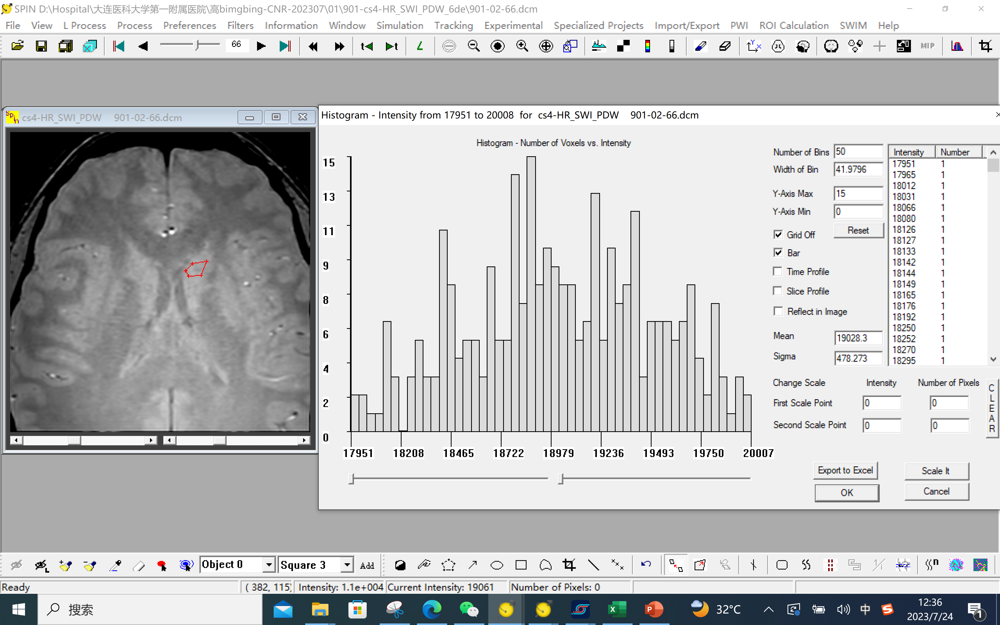 SPIN D:\Hospital\大连医科大学第一附属医院\高bimgbing-CNR-202307\01\901-cs4-HR_SWI_PDW_6de\901-02-66.dcm
File View L Process Process Preferences Filters Information Window Simulation Tracking Experimental Specialized Projects Import/Export PWI ROI Calculation SWIM Help
66 t t MIP
cs4-HR_SWI_PDW 901-02-66.dcm
Histogram - Intensity from 17951 to 20008 for cs4-HR_SWI_PDW 901-02-66.dcm
Histogram - Number of Voxels vs. Intensity
15
13
11
9
8
6
4
2
0
17951 18208 18465 18722 18979 19236 19493 19750 20007
Number of Bins 50
Width of Bin 41.9796
Y-Axis Max 15
Y-Axis Min 0
Reset
Grid Off
Bar
Time Profile
Slice Profile
Reflect in Image
Mean 19028.3
Sigma 478.273
Intensity Number
17951 1
17965 1
18012 1
18031 1
18066 1
18080 1
18126 1
18127 1
18133 1
18142 1
18144 1
18149 1
18165 1
18176 1
18192 1
18250 1
18252 1
18270 1
18295 1
Change Scale Intensity Number of Pixels
First Scale Point 0 0
Second Scale Point 0 0
CLEAR
Export to Excel Scale It
OK Cancel
Object 0 Square 3 Add
Ready ( 382, 115) Intensity: 1.1e+004 Current Intensity: 19061 Number of Pixels: 0
搜索 32°C 中 12:36
2023/7/24 1